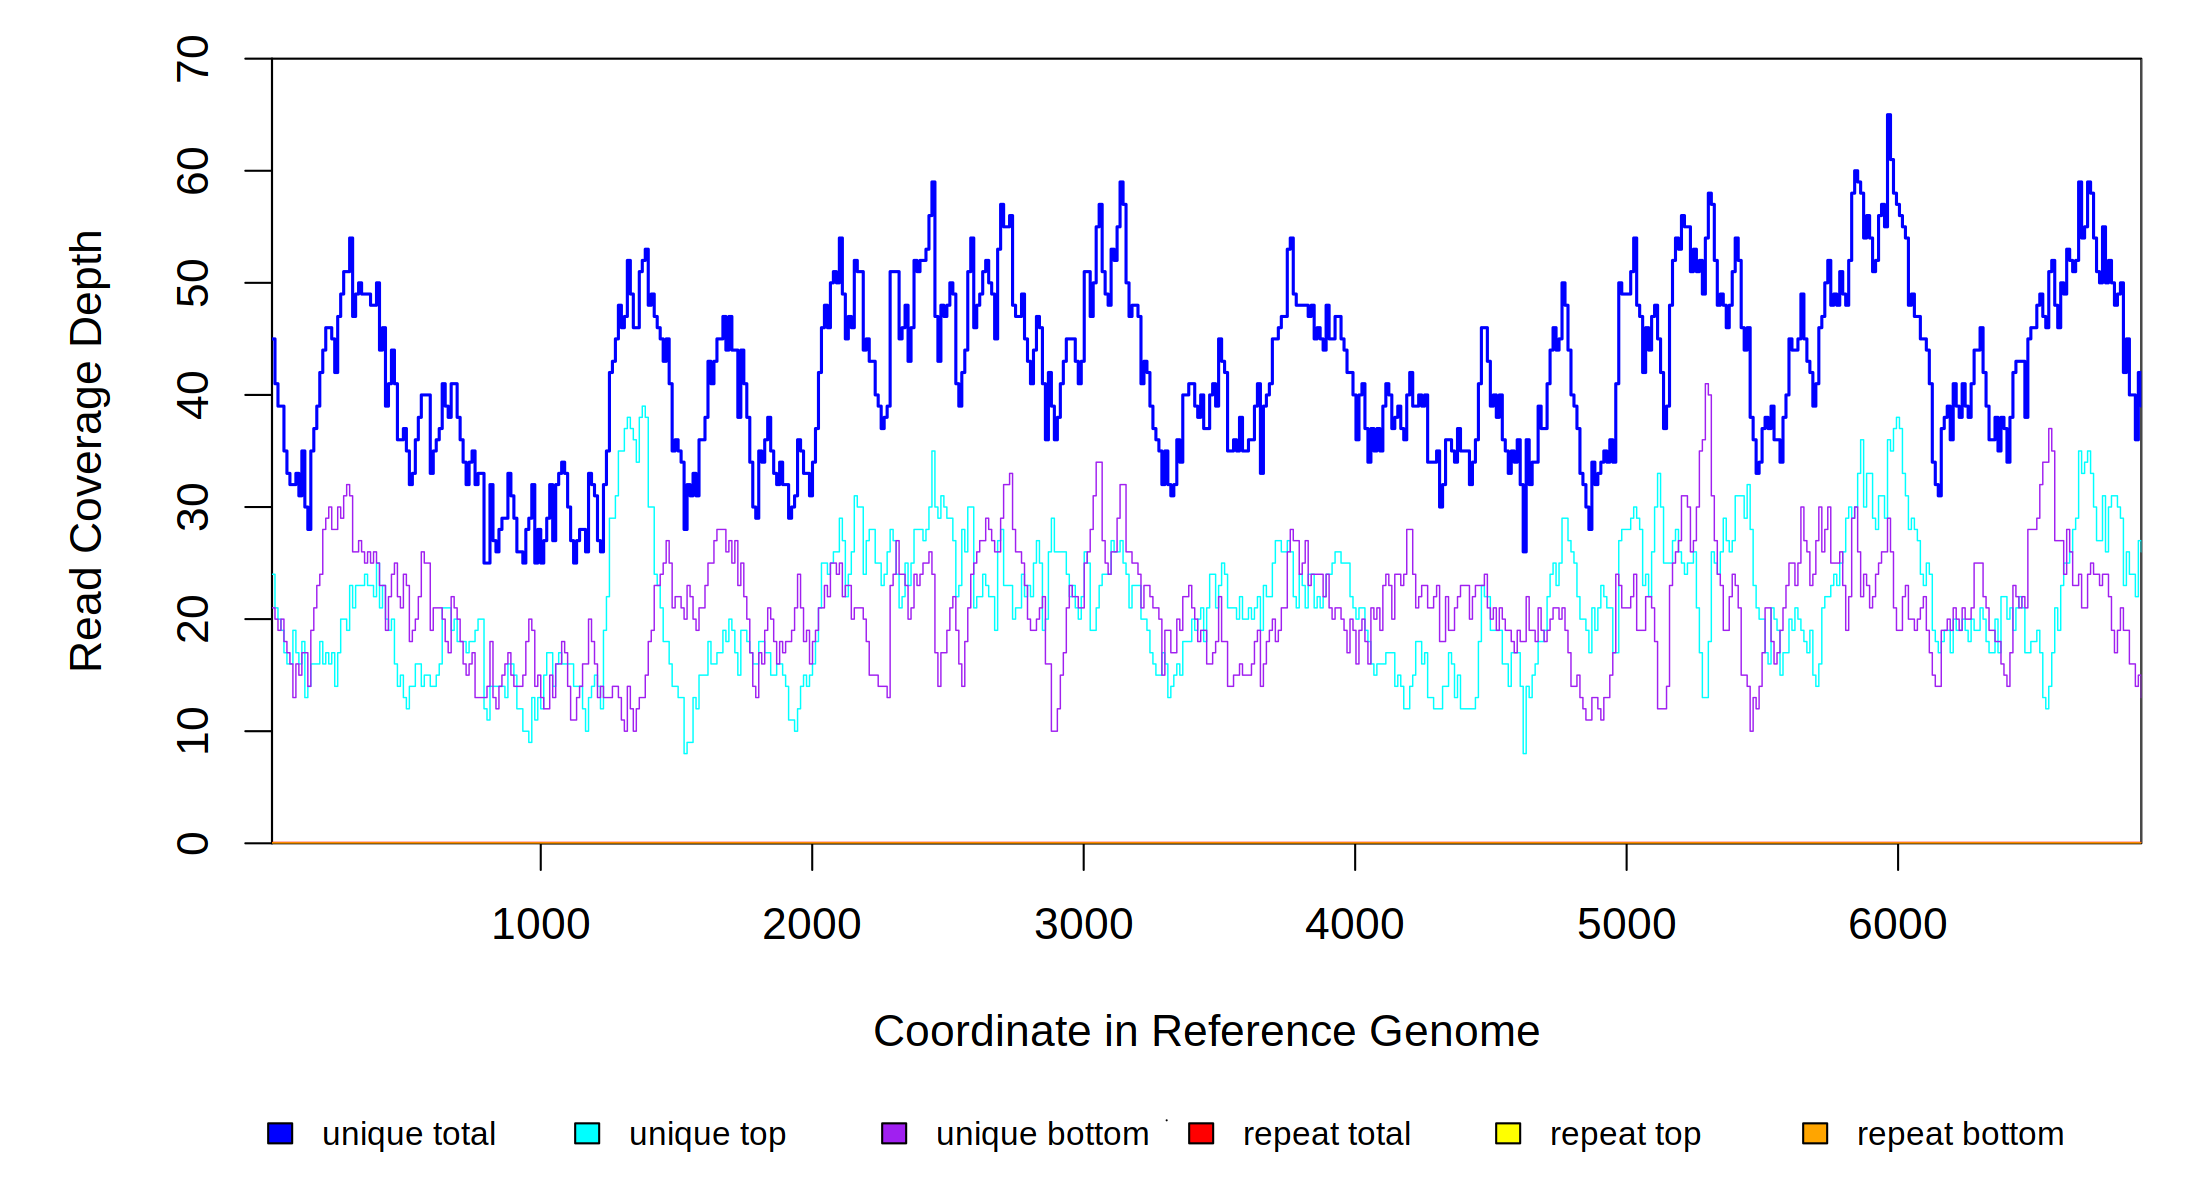 70
60
50
40
30
20
10
0
Read Coverage Depth
1000 2000 3000 4000 5000 6000
Coordinate in Reference Genome
unique total unique top unique bottom repeat total repeat top repeat bottom